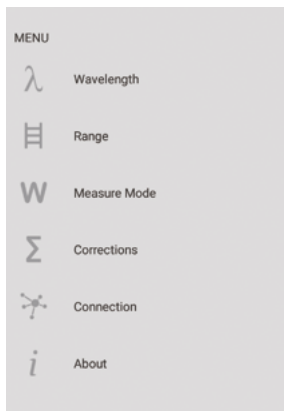 MENU
λ Wavelength
Range
W Measure Mode
Σ Corrections
Connection
i About